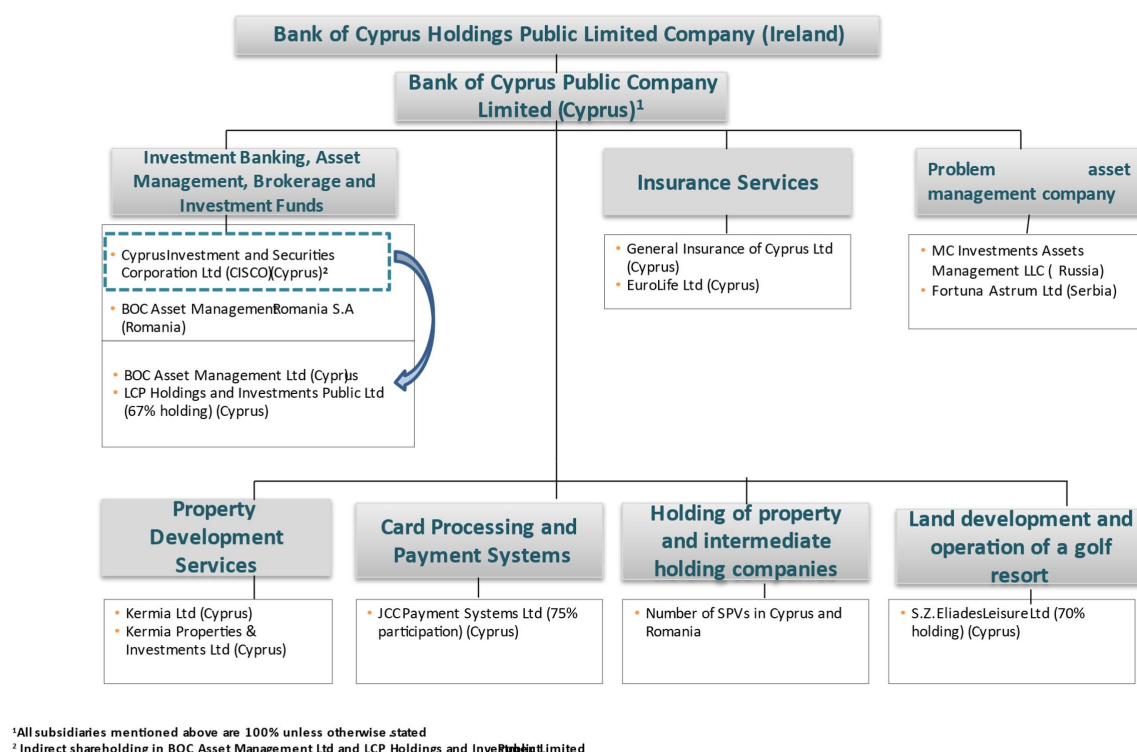 Bank of Cyprus Holdings Public Limited Company (Ireland)
Bank of Cyprus Public Company
Limited (Cyprus)¹
Investment Banking, Asset
Management, Brokerage and
Investment Funds
Insurance Services
Problem asset
management company
• Cyprus Investment and Securities
Corporation Ltd (CISCO) (Cyprus)²
• BOC Asset Management Romania S.A
(Romania)
• BOC Asset Management Ltd (Cyprus)
• LCP Holdings and Investments Public Ltd
(67% holding) (Cyprus)
• General Insurance of Cyprus Ltd
(Cyprus)
• EuroLife Ltd (Cyprus)
• MC Investments Assets
Management LLC ( Russia)
• Fortuna Astrum Ltd (Serbia)
Property
Development
Services
Card Processing and
Payment Systems
Holding of property
and intermediate
holding companies
Land development and
operation of a golf
resort
• Kermia Ltd (Cyprus)
• Kermia Properties &
Investments Ltd (Cyprus)
• JCC Payment Systems Ltd (75%
participation) (Cyprus)
• Number of SPVs in Cyprus and
Romania
• S.Z. Eliades Leisure Ltd (70%
holding) (Cyprus)
¹All subsidiaries mentioned above are 100% unless otherwise stated.
² Indirect shareholding in BOC Asset Management Ltd and LCP Holdings and Limited